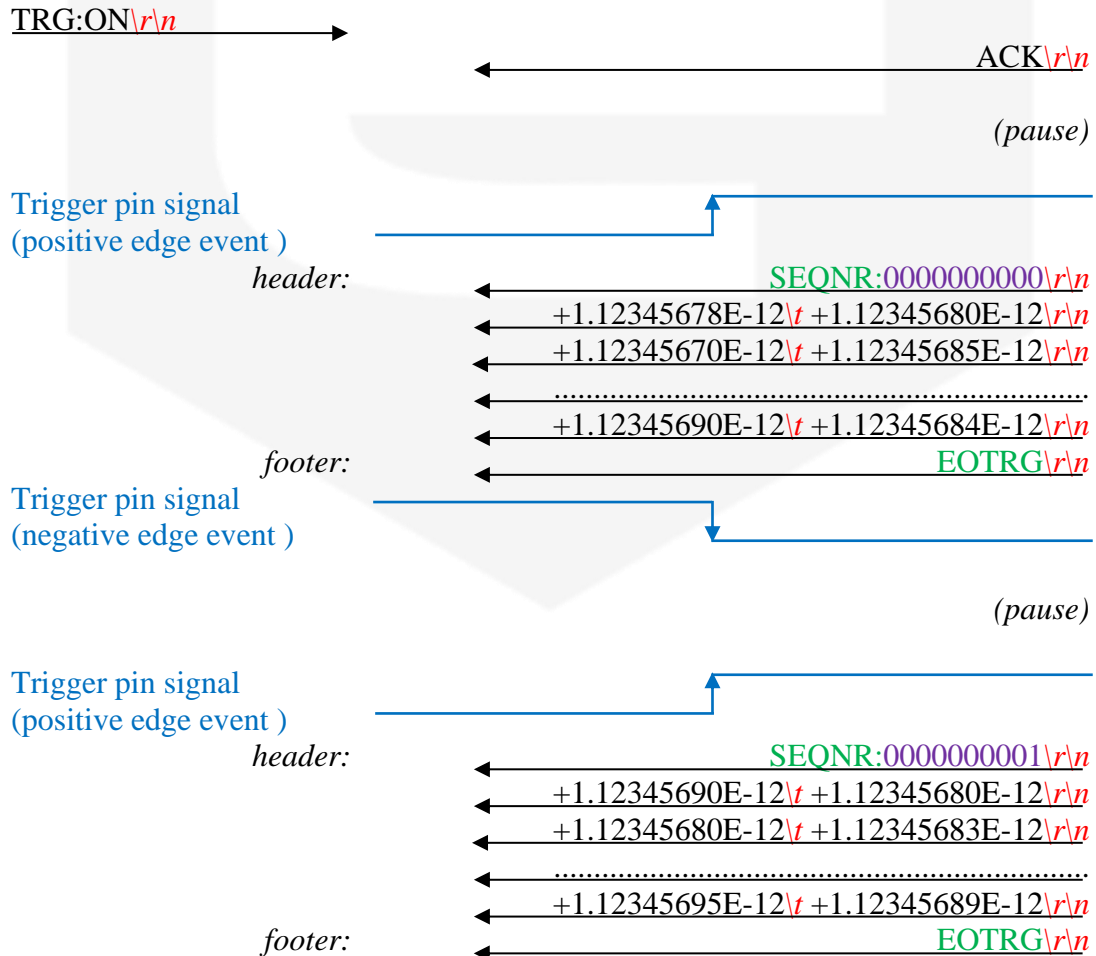 TRG:ON\r\n
ACK\r\n
(pause)
Trigger pin signal
(positive edge event )
header:
SEQNR:0000000000\r\n
+1.12345678E-12\t +1.12345680E-12\r\n
+1.12345670E-12\t +1.12345685E-12\r\n
...................................................................
+1.12345690E-12\t +1.12345684E-12\r\n
footer:
EOTRG\r\n
Trigger pin signal
(negative edge event )
(pause)
Trigger pin signal
(positive edge event )
header:
SEQNR:0000000001\r\n
+1.12345690E-12\t +1.12345680E-12\r\n
+1.12345680E-12\t +1.12345683E-12\r\n
...................................................................
+1.12345695E-12\t +1.12345689E-12\r\n
footer:
EOTRG\r\n